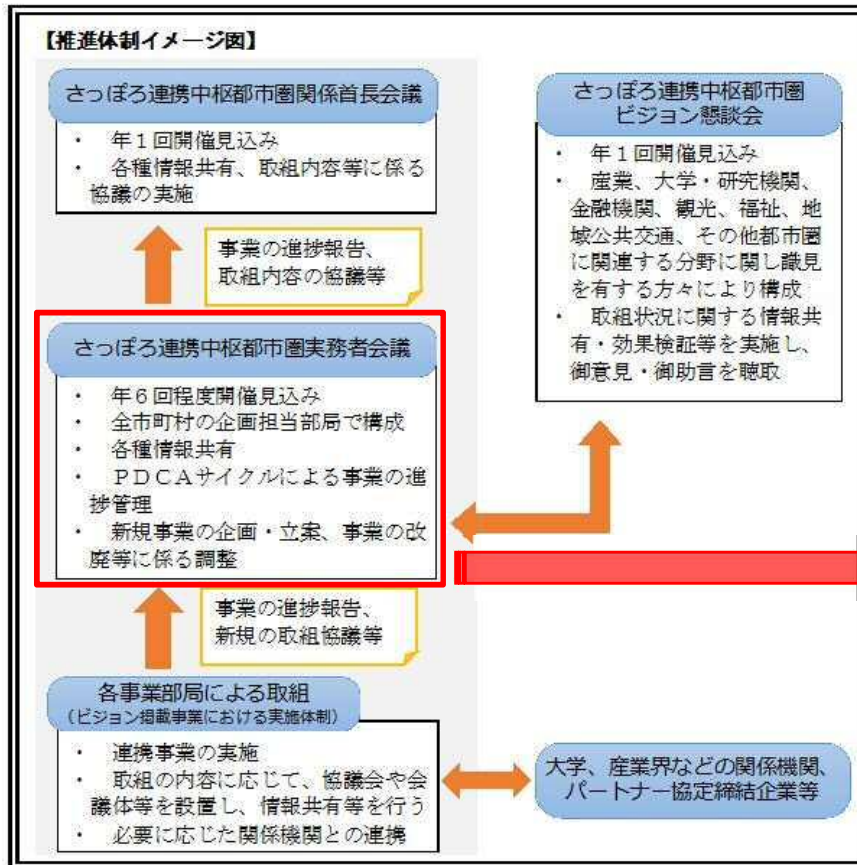 【推進体制イメージ図】
さっぽろ連携中枢都市圏関係首長会議
・　年１回開催見込み
・　各種情報共有、取組内容等に係る
協議の実施
事業の進捗報告、
取組内容の協議等
さっぽろ連携中枢都市圏実務者会議
・　年６回程度開催見込み
・　全市町村の企画担当部局で構成
・　各種情報共有
・　ＰＤＣＡサイクルによる事業の進
捗管理
・　新規事業の企画・立案、事業の改
廃等に係る調整
事業の進捗報告、
新規の取組協議等
各事業部局による取組
（ビジョン掲載事業における実施体制）
・　連携事業の実施
・　取組の内容に応じて、協議会や会
議体等を設置し、情報共有等を行う
・　必要に応じた関係機関との連携
さっぽろ連携中枢都市圏
ビジョン懇談会
・　年１回開催見込み
・　産業、大学・研究機関、
金融機関、観光、福祉、地
域公共交通、その他都市圏
に関連する分野に関し識見
を有する方々により構成
・　取組状況に関する情報共
有・効果検証等を実施し、
御意見・御助言を聴取
大学、産業界などの関係機関、
パートナー協定締結企業等